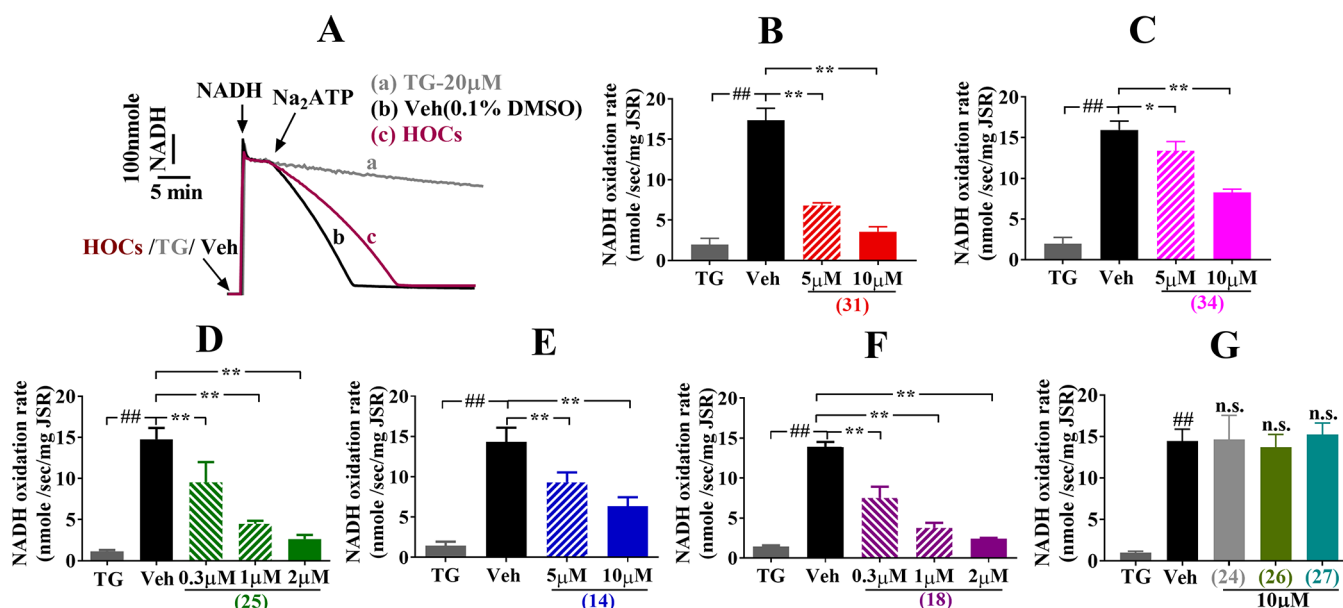 A
NADH
Na₂ATP
(a) TG-20μM
(b) Veh(0.1% DMSO)
(c) HOCs
100nmole
NADH
5 min
a
b
c
HOCs /TG/ Veh
B
NADH oxidation rate
(nmole /sec/mg JSR)
20
15
10
5
0
##
**
**
TG Veh 5μM 10μM
(31)
C
NADH oxidation rate
(nmole /sec/mg JSR)
20
15
10
5
0
##
*
**
TG Veh 5μM 10μM
(34)
D
NADH oxidation rate
(nmole /sec/mg JSR)
20
15
10
5
0
##
**
**
**
TG Veh 0.3μM 1μM 2μM
(25)
E
NADH oxidation rate
(nmole /sec/mg JSR)
20
15
10
5
0
##
**
**
TG Veh 5μM 10μM
(14)
F
NADH oxidation rate
(nmole /sec/mg JSR)
20
15
10
5
0
##
**
**
**
TG Veh 0.3μM 1μM 2μM
(18)
G
NADH oxidation rate
(nmole /sec/mg JSR)
20
15
10
5
0
##
n.s.
n.s.
n.s.
TG Veh (24) (26) (27)
10μM